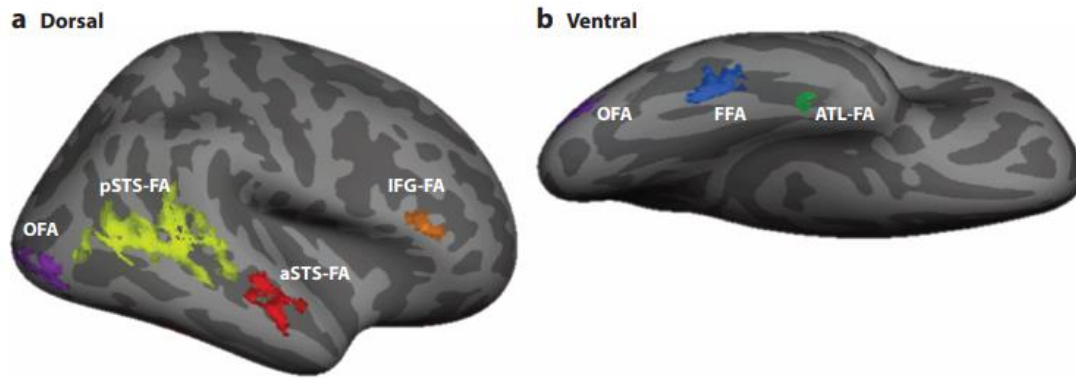 a Dorsal
pSTS-FA
IFG-FA
OFA
aSTS-FA
b Ventral
OFA
FFA
ATL-FA